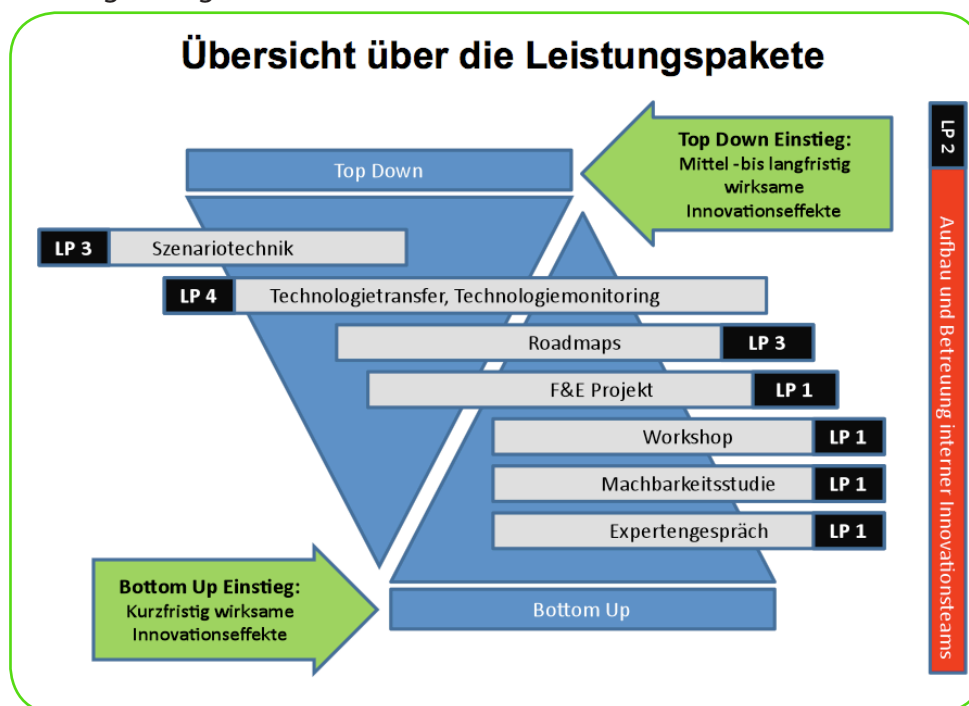 Übersicht über die Leistungspakete
Top Down
Top Down Einstieg:
Mittel -bis langfristig
wirksame
Innovationseffekte
LP 3 Szenariotechnik
LP 4 Technologietransfer, Technologiemonitoring
Roadmaps LP 3
F&E Projekt LP 1
Workshop LP 1
Machbarkeitsstudie LP 1
Expertengespräch LP 1
Bottom Up Einstieg:
Kurzfristig wirksame
Innovationseffekte
Bottom Up
LP 2
Aufbau und Betreuung interner Innovationsteams